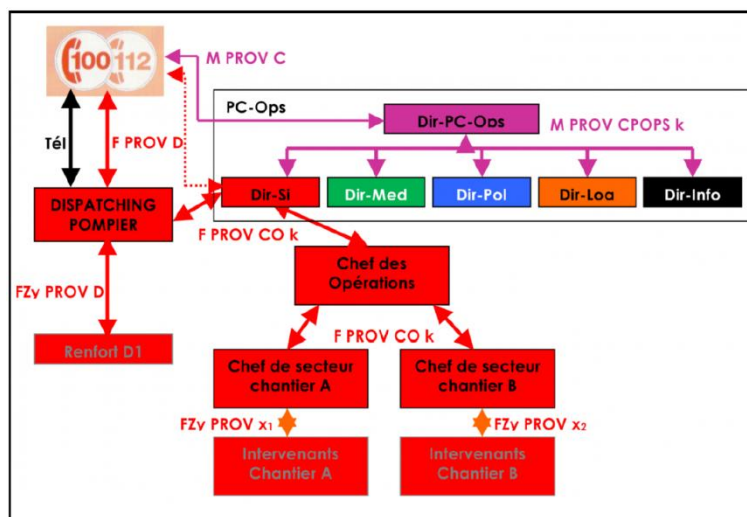 100 112
M PROV C
PC-Ops
Dir-PC-Ops
M PROV CPOPS k
Tél
F PROV D
Dir-Si
Dir-Med
Dir-Pol
Dir-Log
Dir-Info
DISPATCHING
POMPIER
F PROV CO k
Chef des
Opérations
FZy PROV D
Renfort D1
F PROV CO k
Chef de secteur
chantier A
Chef de secteur
chantier B
FZy PROV x1
FZy PROV x2
Intervenants
Chantier A
Intervenants
Chantier B